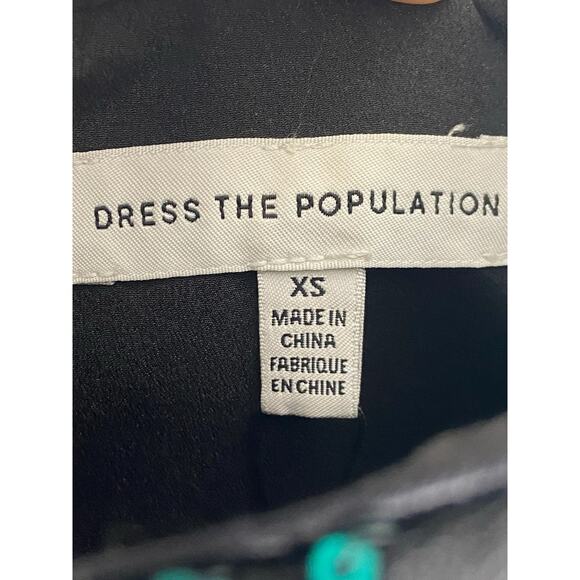 DRESS THE POPULATION
XS
MADE IN
CHINA
FABRIQUE
EN CHINE